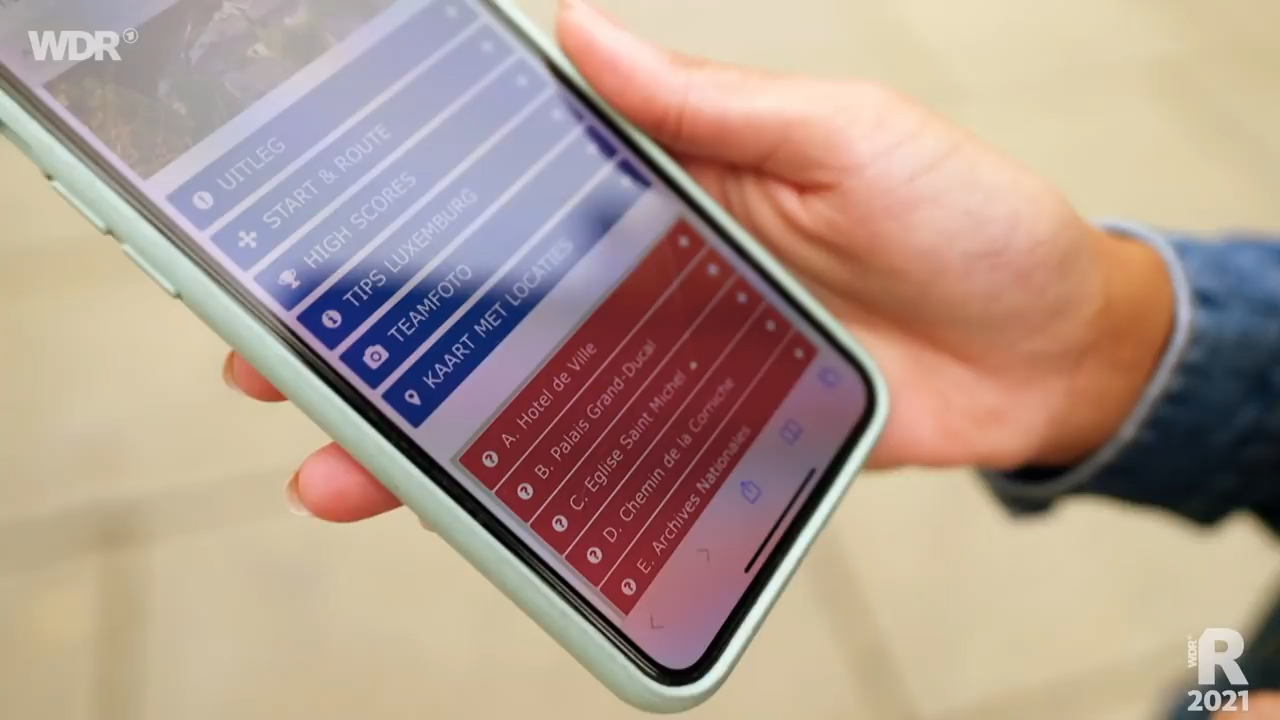 WDR
UITLEG
START & ROUTE
HIGH SCORES
TIPS LUXEMBURG
TEAMFOTO
KAART MET LOCATIES
A. Hotel de Ville
B. Palais Grand-Ducal
C. Eglise Saint Michel
D. Chemin de la Corniche
E. Archives Nationales
WDR
R
2021